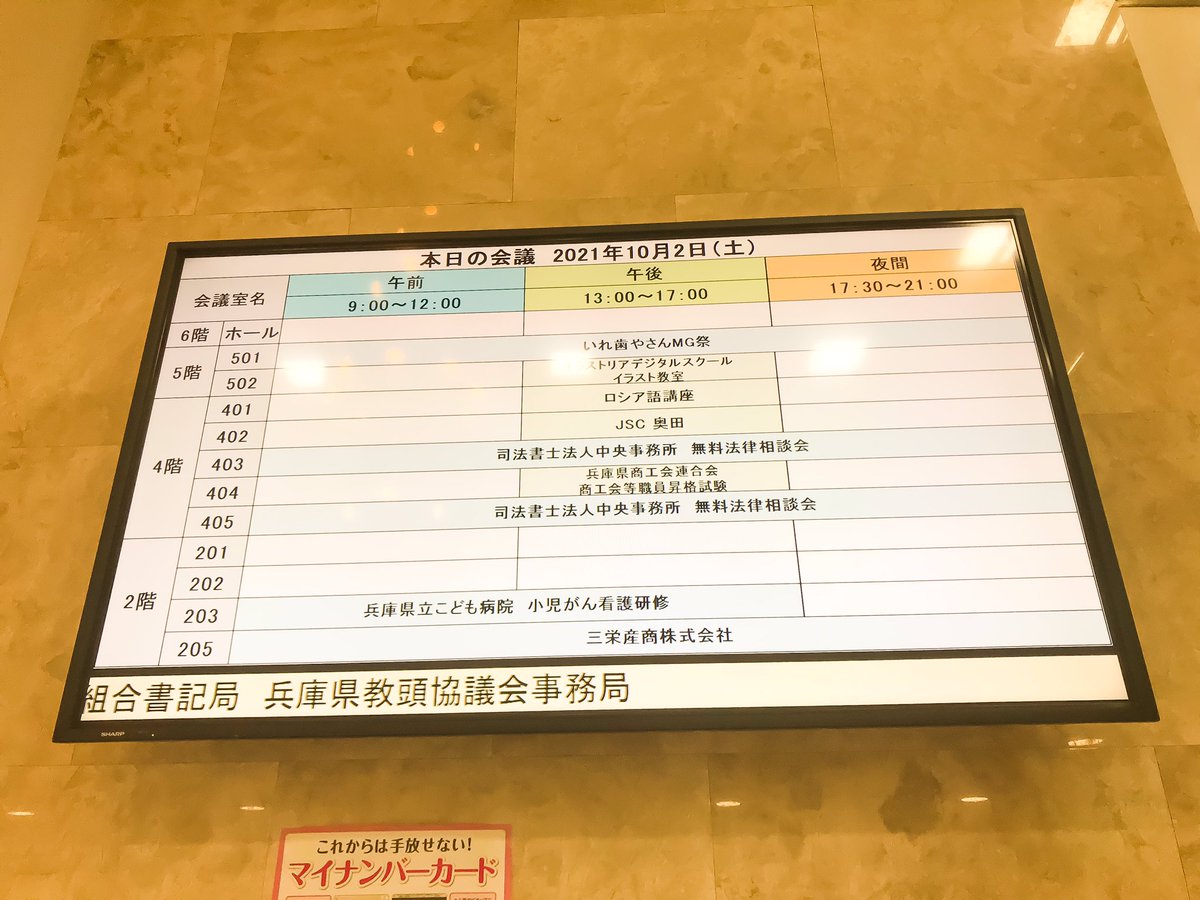 本日の会議 2021年10月2日(土)
会議室名 午前 午後 夜間
9:00～12:00 13:00～17:00 17:30～21:00
6階 ホール
5階 501 いれ歯やさんMG祭
502 ストリアデジタルスクール
イラスト教室
4階 401 ロシア語講座
402 JSC 奥田
403 司法書士法人中央事務所 無料法律相談会
404 兵庫県商工会連合会
商工会等職員昇格試験
405 司法書士法人中央事務所 無料法律相談会
2階 201
202
203 兵庫県立こども病院 小児がん看護研修
205 三栄産商株式会社
組合書記局 兵庫県教頭協議会事務局
SHARP
これからは手放せない!
マイナンバーカード